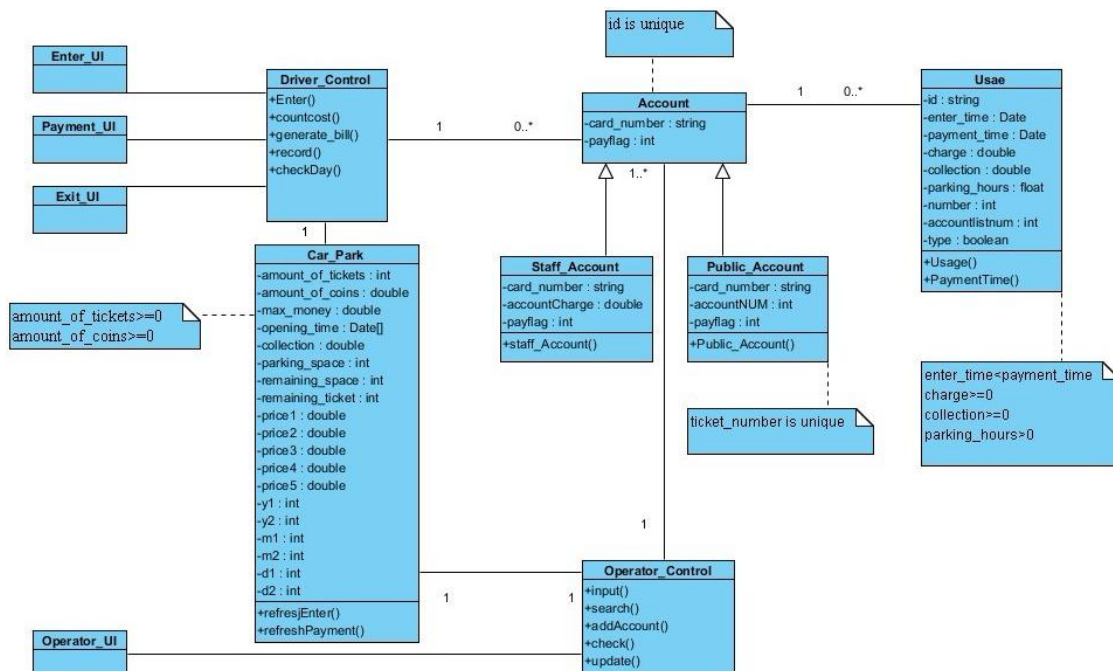 id is unique
Enter_UI
Payment_UI
Exit_UI
Driver_Control
+Enter()
+countcost()
+generate_bill()
+record()
+checkDay()
1
0..*
Account
-card_number : string
-payflag : int
1
0..*
Usae
-id : string
-enter_time : Date
-payment_time : Date
-charge : double
-collection : double
-parking_hours : float
-number : int
-accountlistnum : int
-type : boolean
+Usage()
+PaymentTime()
1..*
1
Car_Park
-amount_of_tickets : int
-amount_of_coins : double
-max_money : double
-opening_time : Date[]
-collection : double
-parking_space : int
-remaining_space : int
-remaining_ticket : int
-price1 : double
-price2 : double
-price3 : double
-price4 : double
-price5 : double
-y1 : int
-y2 : int
-m1 : int
-m2 : int
-d1 : int
-d2 : int
+refresjEnter()
+refreshPayment()
amount_of_tickets>=0
amount_of_coins>=0
Staff_Account
-card_number : string
-accountCharge : double
-payflag : int
+staff_Account()
Public_Account
-card_number : string
-accountNUM : int
-payflag : int
+Public_Account()
ticket_number is unique
enter_time<payment_time
charge>=0
collection>=0
parking_hours>0
1
1
1
Operator_Control
+input()
+search()
+addAccount()
+check()
+update()
Operator_UI